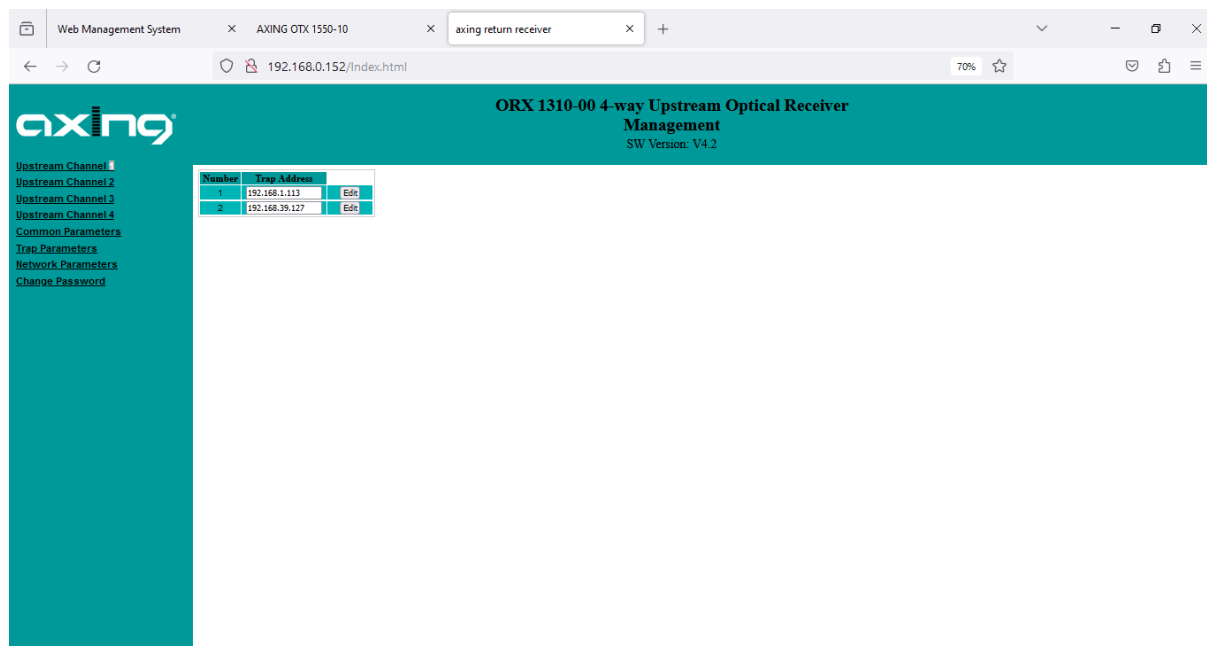 Web Management System
AXING OTX 1550-10
axing return receiver
192.168.0.152/Index.html
70%
axing
ORX 1310-00 4-way Upstream Optical Receiver
Management
SW Version: V4.2
Upstream Channel 1
Upstream Channel 2
Upstream Channel 3
Upstream Channel 4
Common Parameters
Trap Parameters
Network Parameters
Change Password
Number Trap Address
1 192.168.1.113 Edit
2 192.168.39.127 Edit